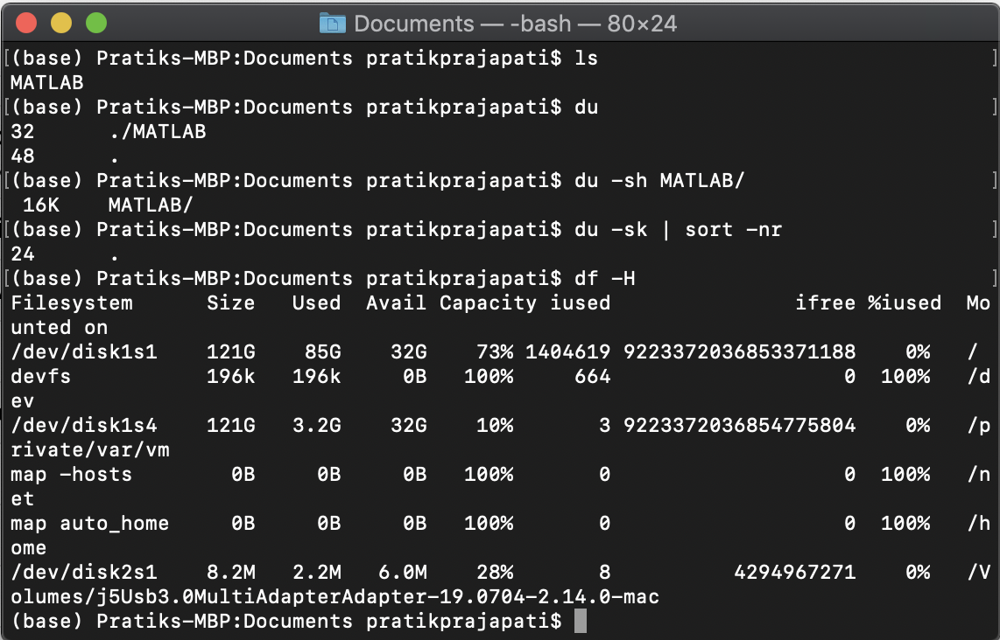 Documents — -bash — 80×24
[(base) Pratiks-MBP:Documents pratikprajapati$ ls ]
MATLAB
[(base) Pratiks-MBP:Documents pratikprajapati$ du ]
32      ./MATLAB
48      .
[(base) Pratiks-MBP:Documents pratikprajapati$ du -sh MATLAB/ ]
 16K    MATLAB/
[(base) Pratiks-MBP:Documents pratikprajapati$ du -sk | sort -nr ]
24      .
[(base) Pratiks-MBP:Documents pratikprajapati$ df -H ]
Filesystem      Size   Used  Avail Capacity iused               ifree %iused  Mo
unted on
/dev/disk1s1    121G    85G    32G    73% 1404619 9223372036853371188    0%   /
devfs           196k   196k     0B   100%     664                   0  100%   /d
ev
/dev/disk1s4    121G   3.2G    32G    10%       3 9223372036854775804    0%   /p
rivate/var/vm
map -hosts        0B     0B     0B   100%       0                   0  100%   /n
et
map auto_home     0B     0B     0B   100%       0                   0  100%   /h
ome
/dev/disk2s1    8.2M   2.2M   6.0M    28%       8          4294967271    0%   /V
olumes/j5Usb3.0MultiAdapterAdapter-19.0704-2.14.0-mac
(base) Pratiks-MBP:Documents pratikprajapati$